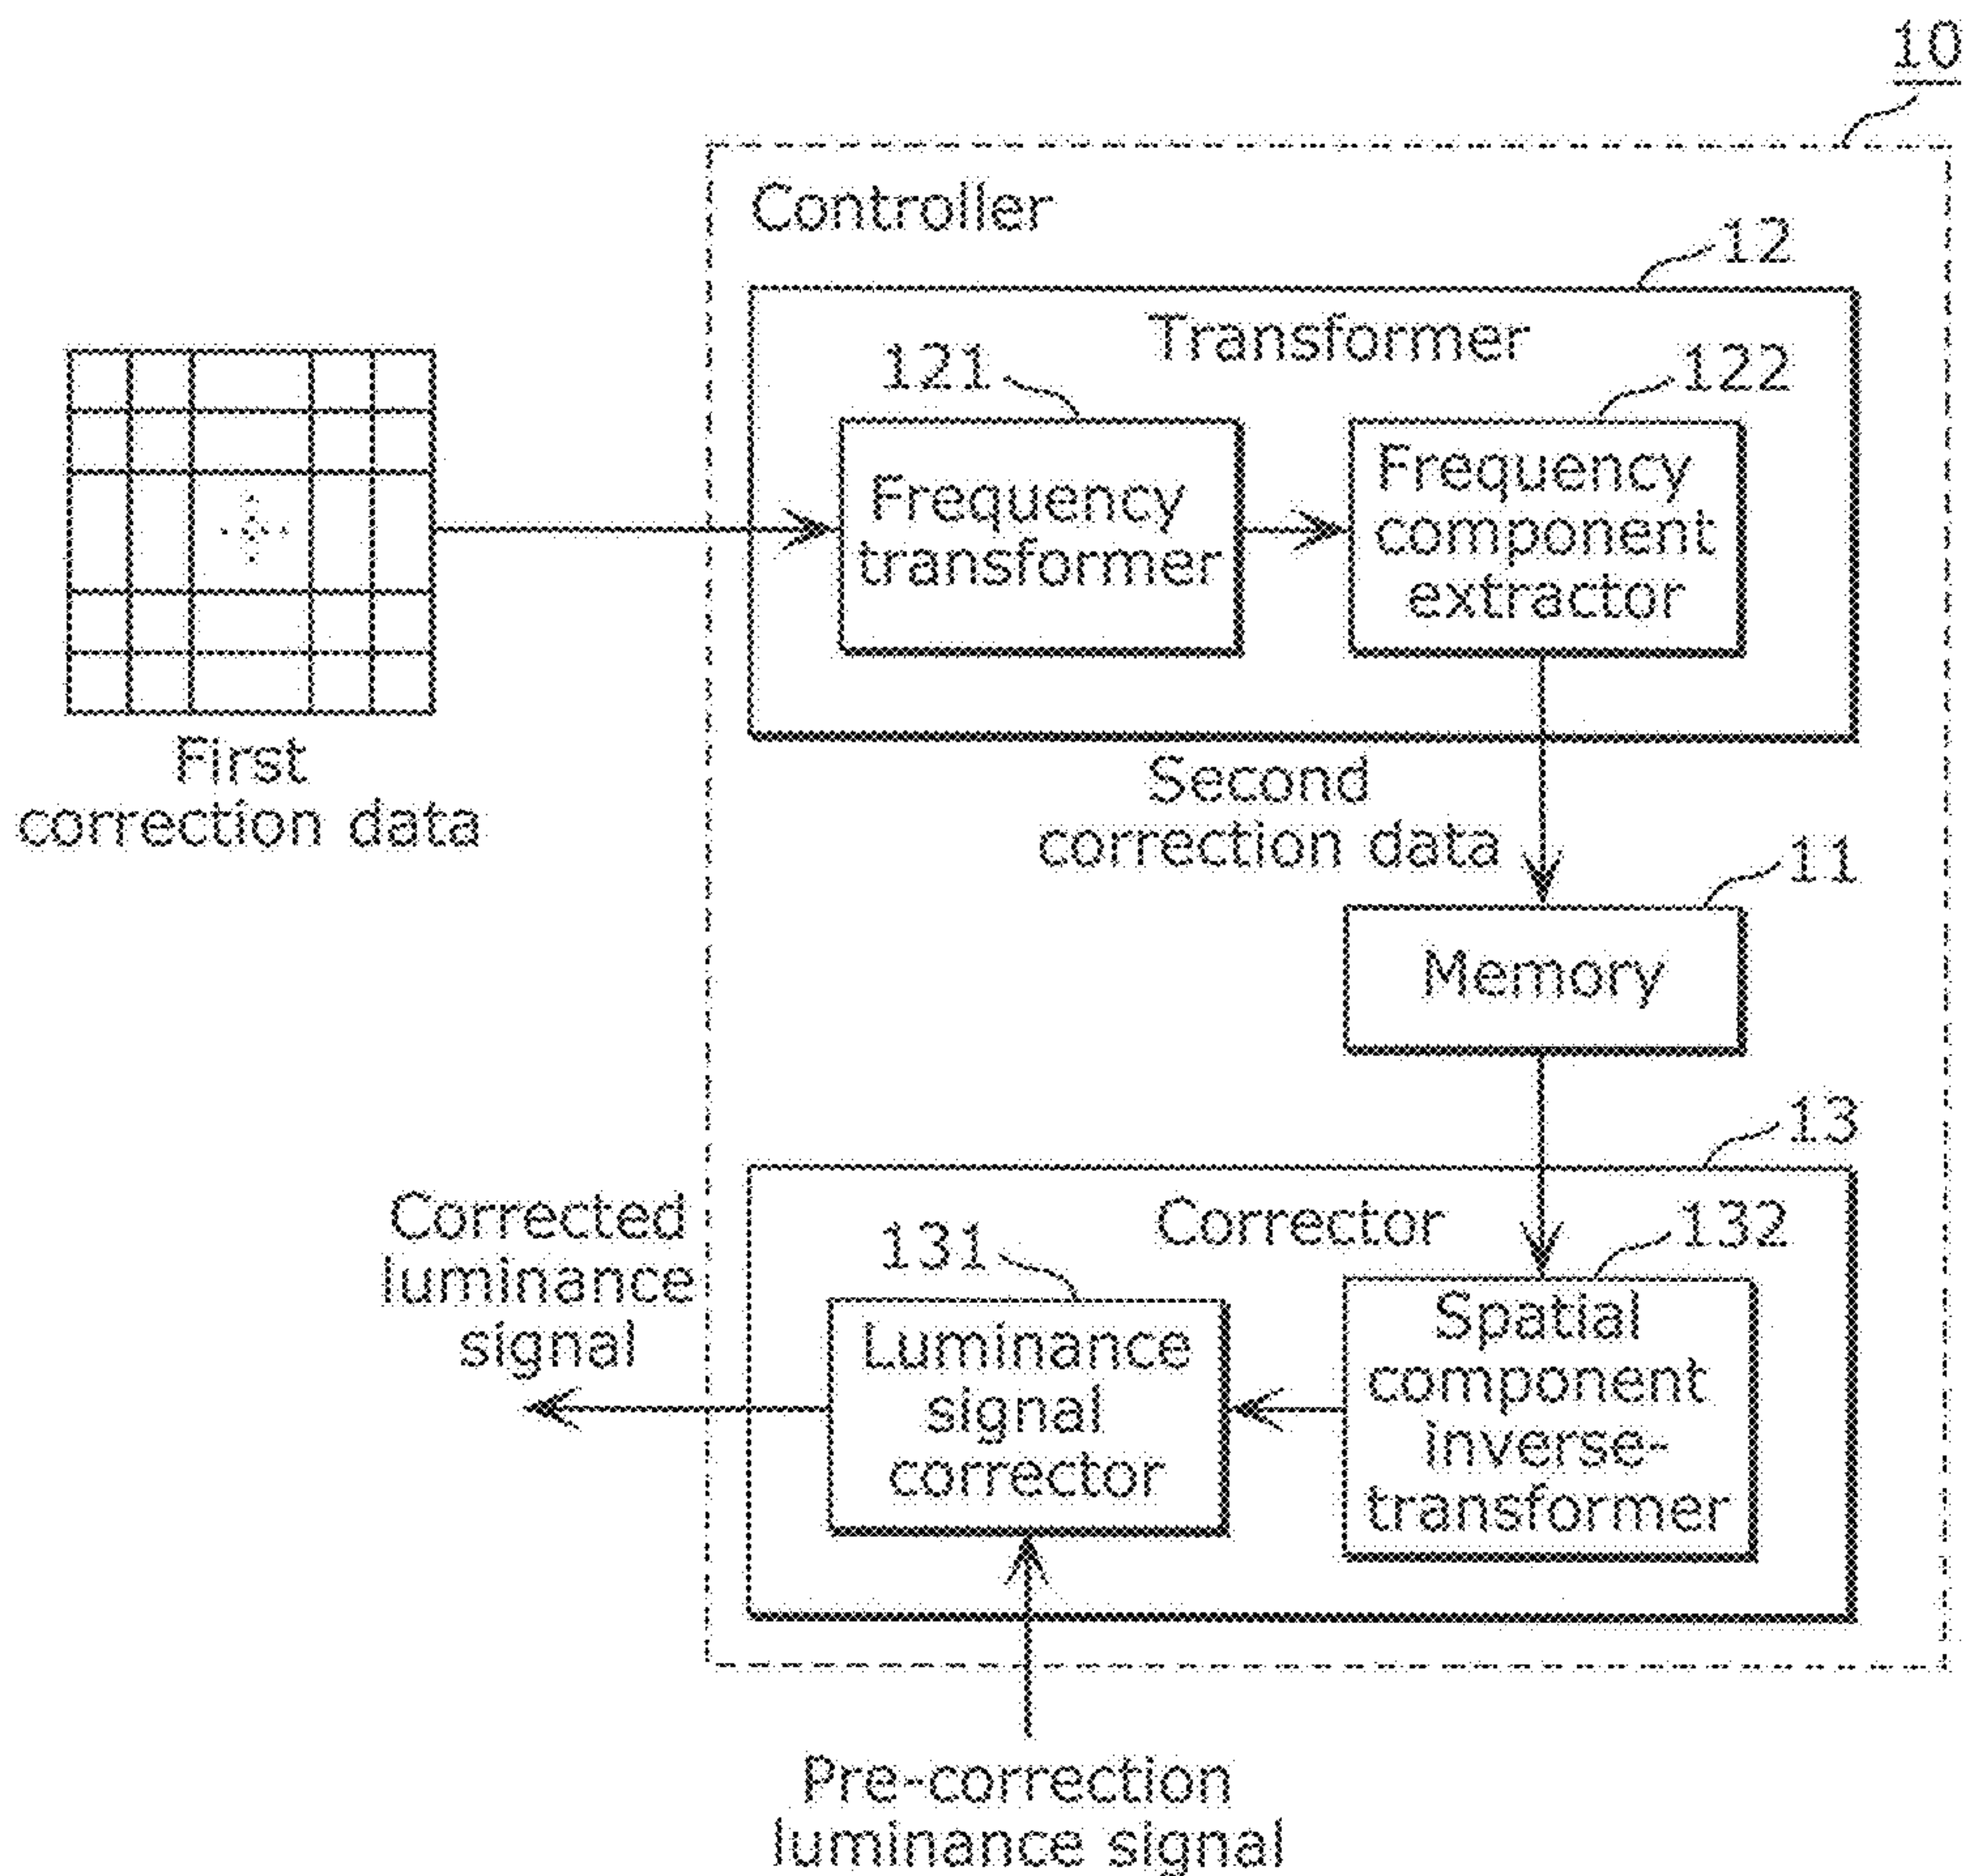 10
Controller
12
Transformer
121
122
Frequency
transformer
Frequency
component
extractor
First
correction data
Second
correction data
11
Memory
13
Corrector
131
132
Corrected
luminance
signal
Luminance
signal
corrector
Spatial
component
inverse-
transformer
Pre-correction
luminance signal